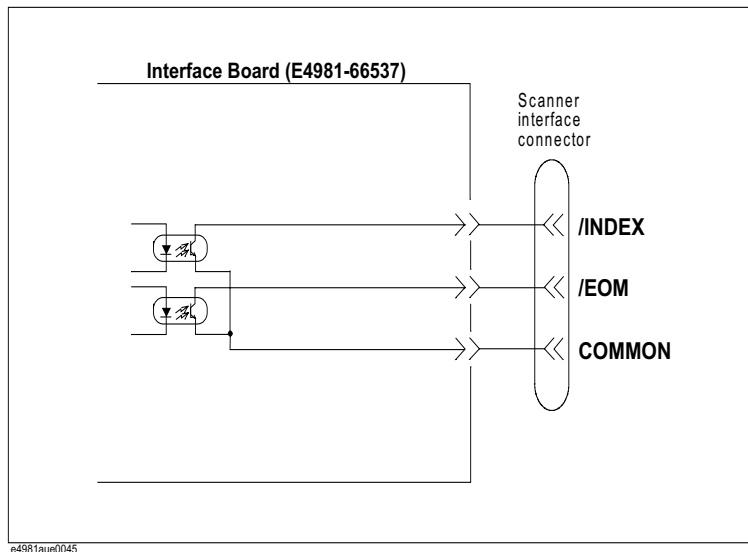 Interface Board (E4981-66537)
Scanner
interface
connector
/INDEX
/EOM
COMMON
e4981aue0045